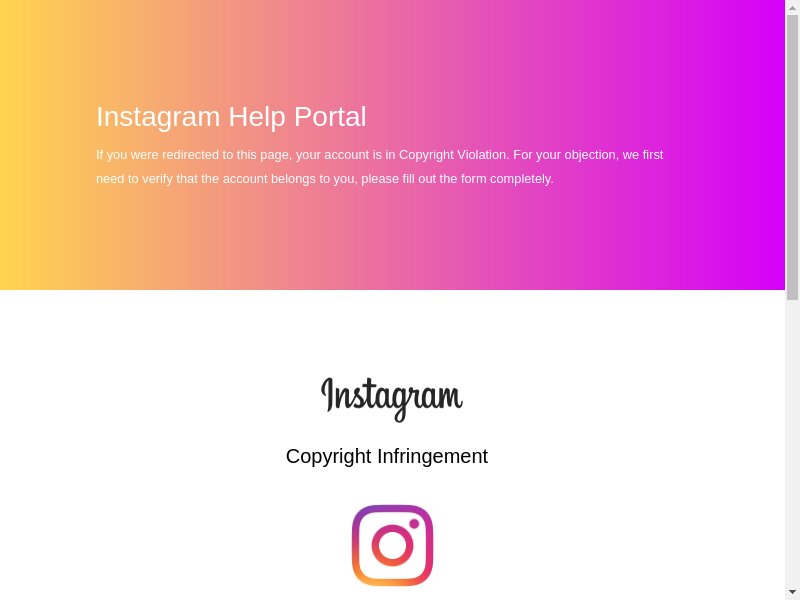 Instagram Help Portal
If you were redirected to this page, your account is in Copyright Violation. For your objection, we first
need to verify that the account belongs to you, please fill out the form completely.
Instagram
Copyright Infringement